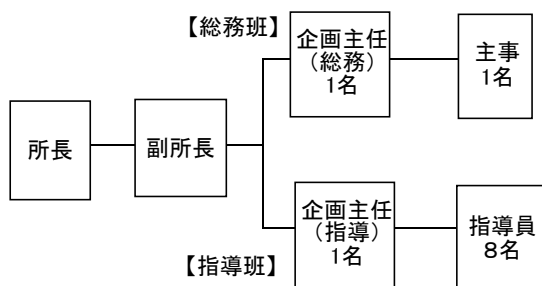 【総務班】
企画主任
（総務）
1名
主事
1名
所長
副所長
企画主任
（指導）
1名
指導員
8名
【指導班】